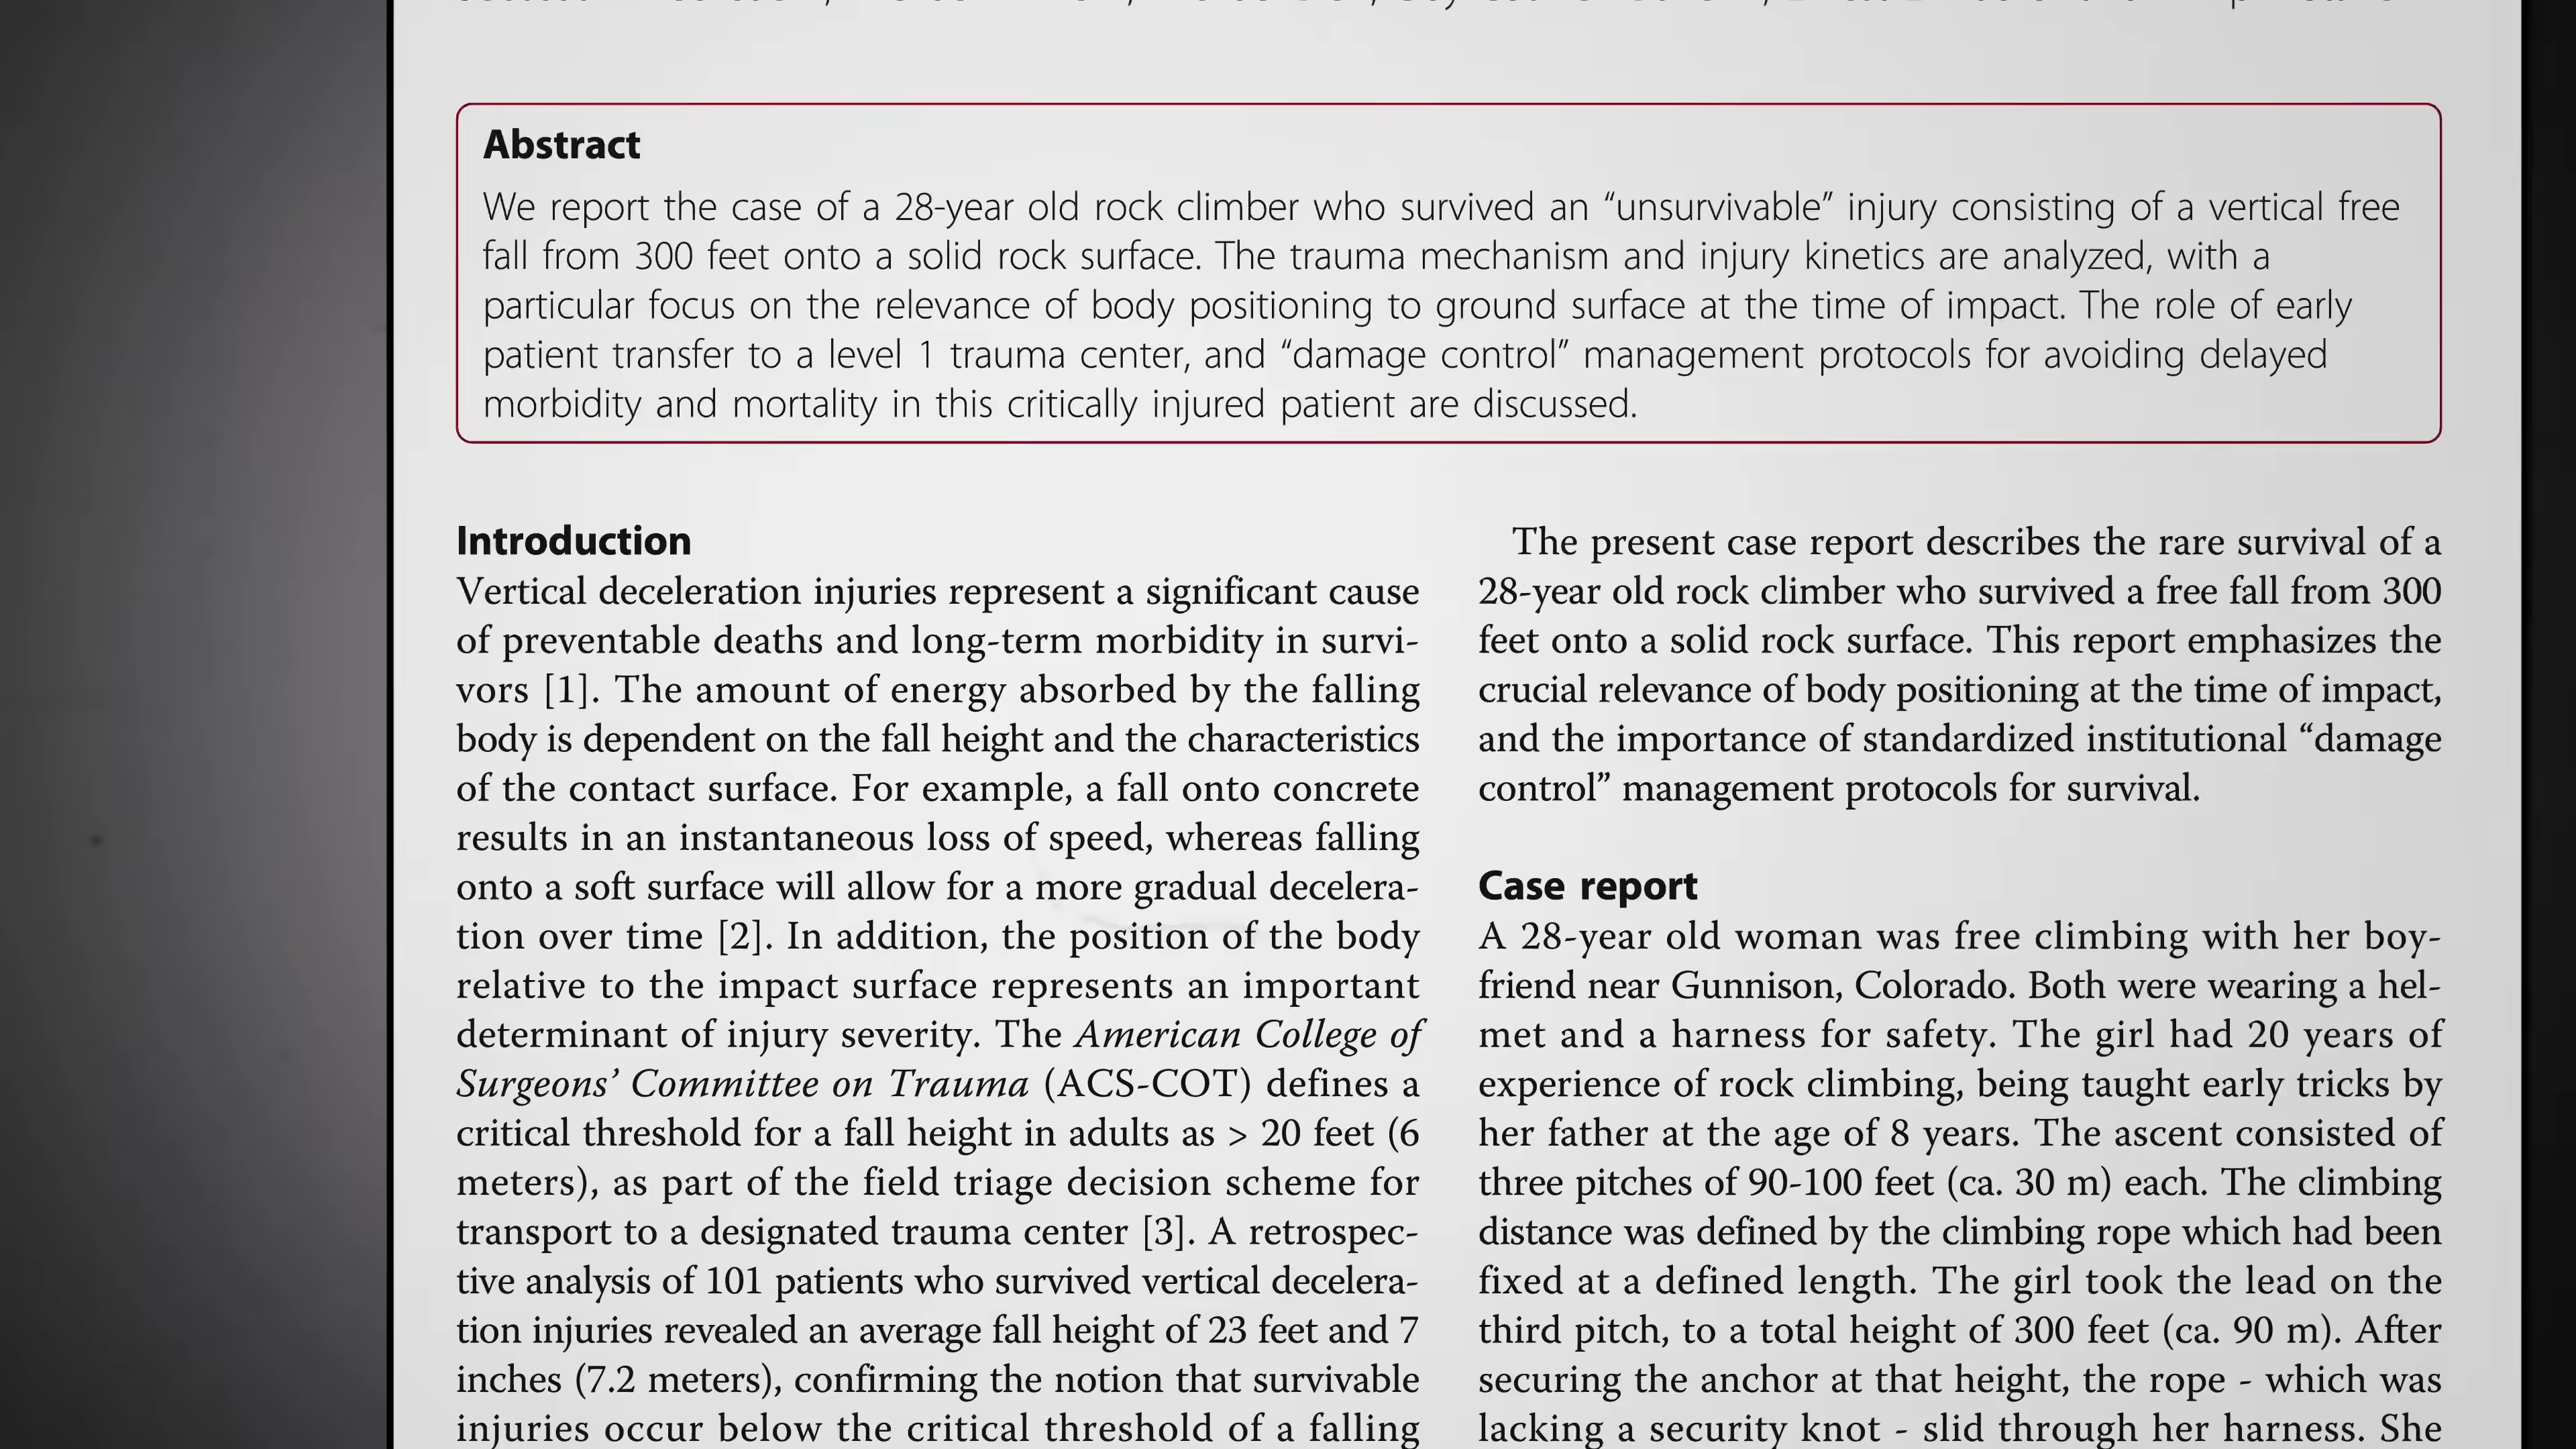 Abstract
We report the case of a 28-year old rock climber who survived an “unsurvivable” injury consisting of a vertical free
fall from 300 feet onto a solid rock surface. The trauma mechanism and injury kinetics are analyzed, with a
particular focus on the relevance of body positioning to ground surface at the time of impact. The role of early
patient transfer to a level 1 trauma center, and “damage control” management protocols for avoiding delayed
morbidity and mortality in this critically injured patient are discussed.
Introduction
Vertical deceleration injuries represent a significant cause
of preventable deaths and long-term morbidity in survi-
vors [1]. The amount of energy absorbed by the falling
body is dependent on the fall height and the characteristics
of the contact surface. For example, a fall onto concrete
results in an instantaneous loss of speed, whereas falling
onto a soft surface will allow for a more gradual decelera-
tion over time [2]. In addition, the position of the body
relative to the impact surface represents an important
determinant of injury severity. The American College of
Surgeons’ Committee on Trauma (ACS-COT) defines a
critical threshold for a fall height in adults as > 20 feet (6
meters), as part of the field triage decision scheme for
transport to a designated trauma center [3]. A retrospec-
tive analysis of 101 patients who survived vertical decelera-
tion injuries revealed an average fall height of 23 feet and 7
inches (7.2 meters), confirming the notion that survivable
injuries occur below the critical threshold of a falling
The present case report describes the rare survival of a
28-year old rock climber who survived a free fall from 300
feet onto a solid rock surface. This report emphasizes the
crucial relevance of body positioning at the time of impact,
and the importance of standardized institutional “damage
control” management protocols for survival.
Case report
A 28-year old woman was free climbing with her boy-
friend near Gunnison, Colorado. Both were wearing a hel-
met and a harness for safety. The girl had 20 years of
experience of rock climbing, being taught early tricks by
her father at the age of 8 years. The ascent consisted of
three pitches of 90-100 feet (ca. 30 m) each. The climbing
distance was defined by the climbing rope which had been
fixed at a defined length. The girl took the lead on the
third pitch, to a total height of 300 feet (ca. 90 m). After
securing the anchor at that height, the rope - which was
lacking a security knot - slid through her harness. She